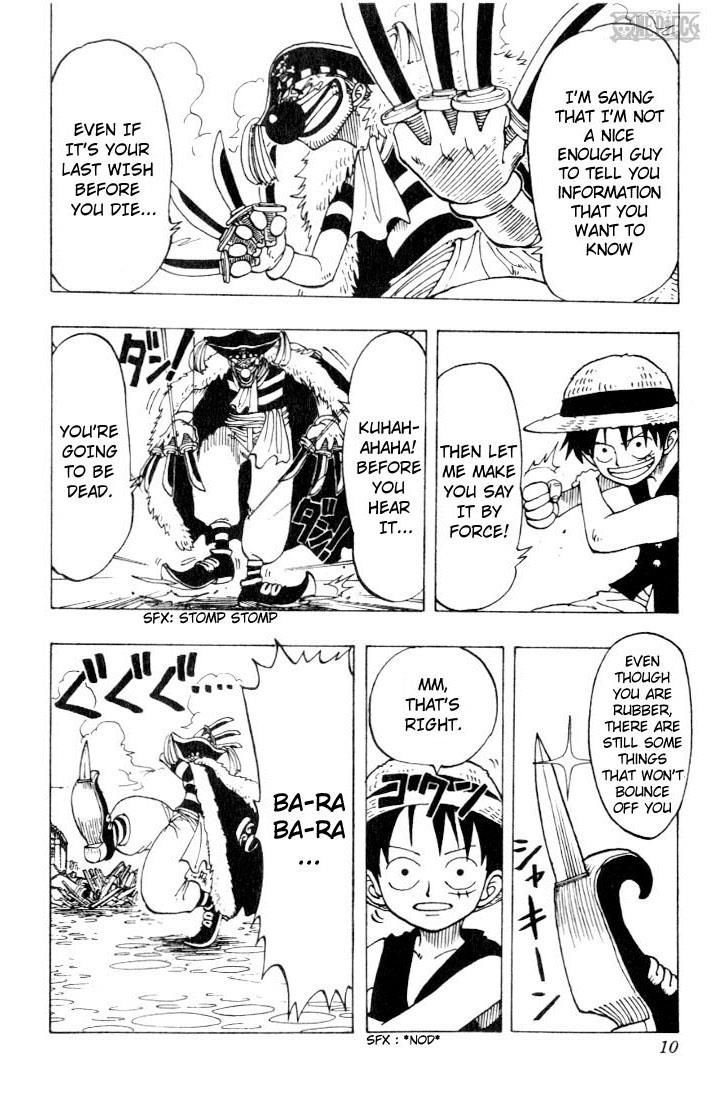 ONE PIECE
I'M SAYING
THAT I'M NOT
A NICE
ENOUGH GUY
TO TELL YOU
INFORMATION
THAT YOU
WANT TO
KNOW
EVEN IF
IT'S YOUR
LAST WISH
BEFORE
YOU DIE...
THEN LET
ME MAKE
YOU SAY
IT BY
FORCE!
KUHAH-
AHAHA!
BEFORE
YOU
HEAR
IT...
ダン!
ダン!
YOU'RE
GOING
TO BE
DEAD.
SFX: STOMP STOMP
EVEN
THOUGH
YOU ARE
RUBBER,
THERE ARE
STILL SOME
THINGS
THAT WON'T
BOUNCE
OFF YOU
シャキーン
MM,
THAT'S
RIGHT.
コクン
SFX : *NOD*
BA-RA
BA-RA
...
ぐぐぐ.....
10